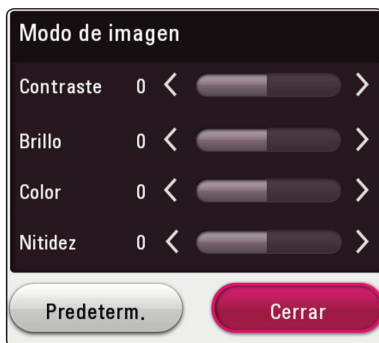 Modo de imagen
Contraste 0
Brillo 0
Color 0
Nitidez 0
Predeterm. Cerrar